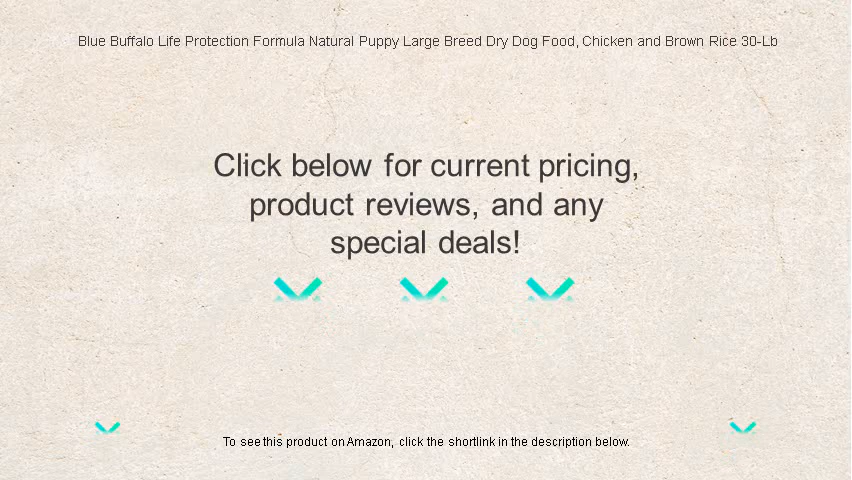 Blue Buffalo Life Protection Formula Natural Puppy Large Breed Dry Dog Food, Chicken and Brown Rice 30-Lb
Click below for current pricing,
product reviews, and any
special deals!
To see this product on Amazon, click the shortlink in the description below.